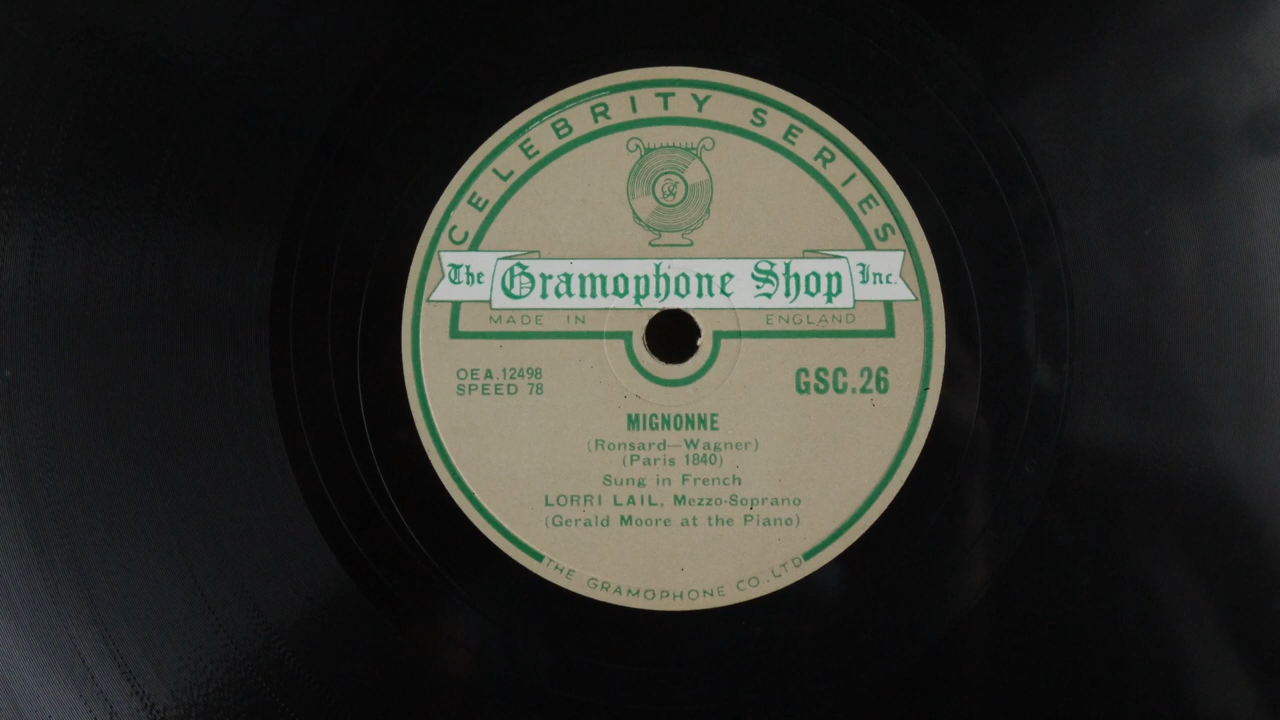 CELEBRITY SERIES
The Gramophone Shop Inc.
MADE IN ENGLAND
OEA.12498
SPEED 78
GSC.26
MIGNONNE
(Ronsard—Wagner)
(Paris 1840)
Sung in French
LORRI LAIL, Mezzo-Soprano
(Gerald Moore at the Piano)
THE GRAMOPHONE CO., LTD